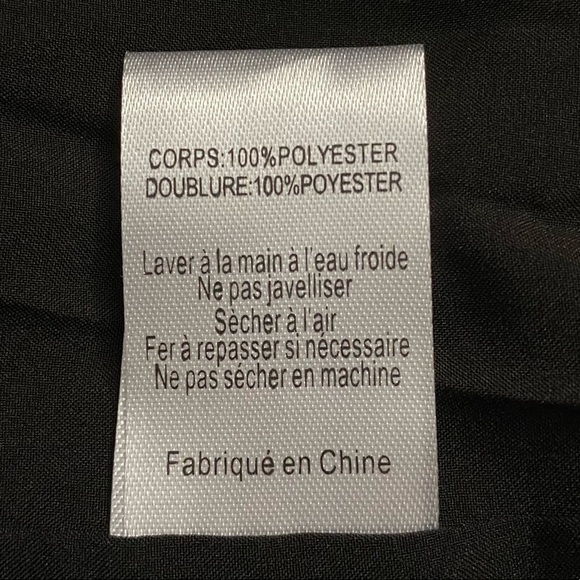 CORPS:100%POLYESTER
DOUBLURE:100%POYESTER
Laver à la main à l'eau froide
Ne pas javelliser
Sècher à l'air
Fer à repasser si nécessaire
Ne pas sécher en machine
Fabriqué en Chine